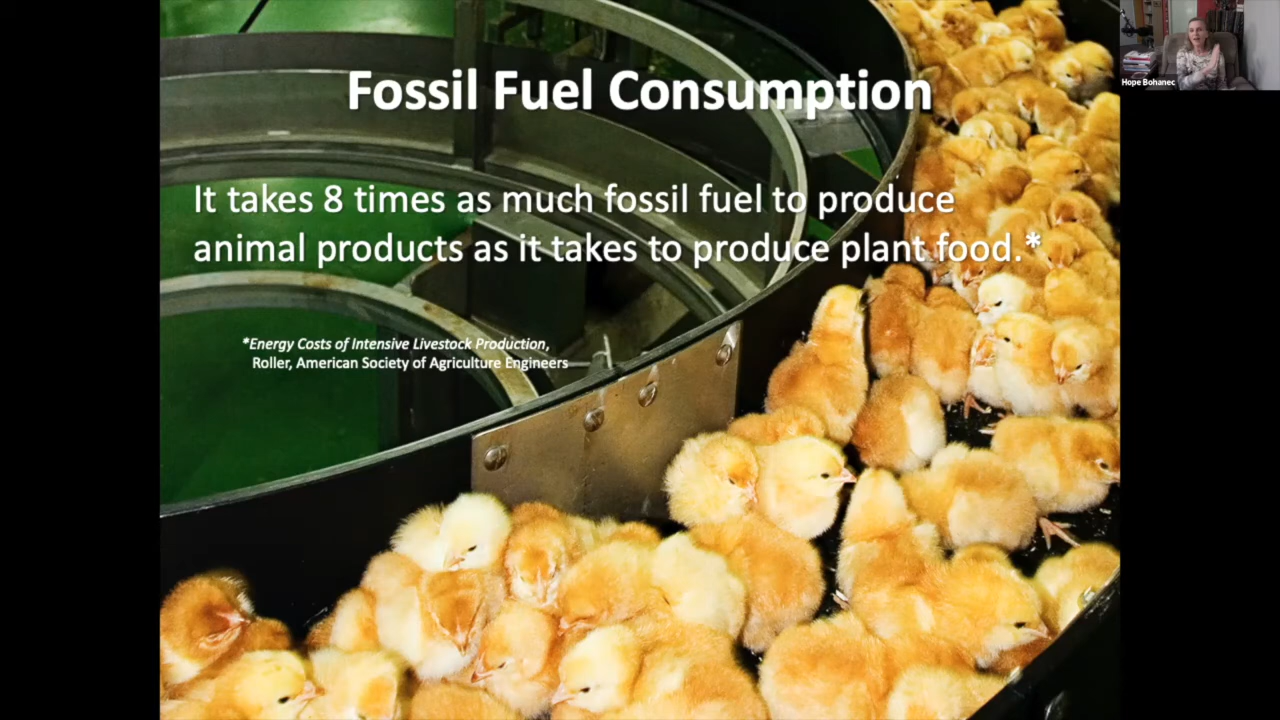 Fossil Fuel Consumption
It takes 8 times as much fossil fuel to produce
animal products as it takes to produce plant food.*
*Energy Costs of Intensive Livestock Production,
Roller, American Society of Agriculture Engineers
Hope Bohanec